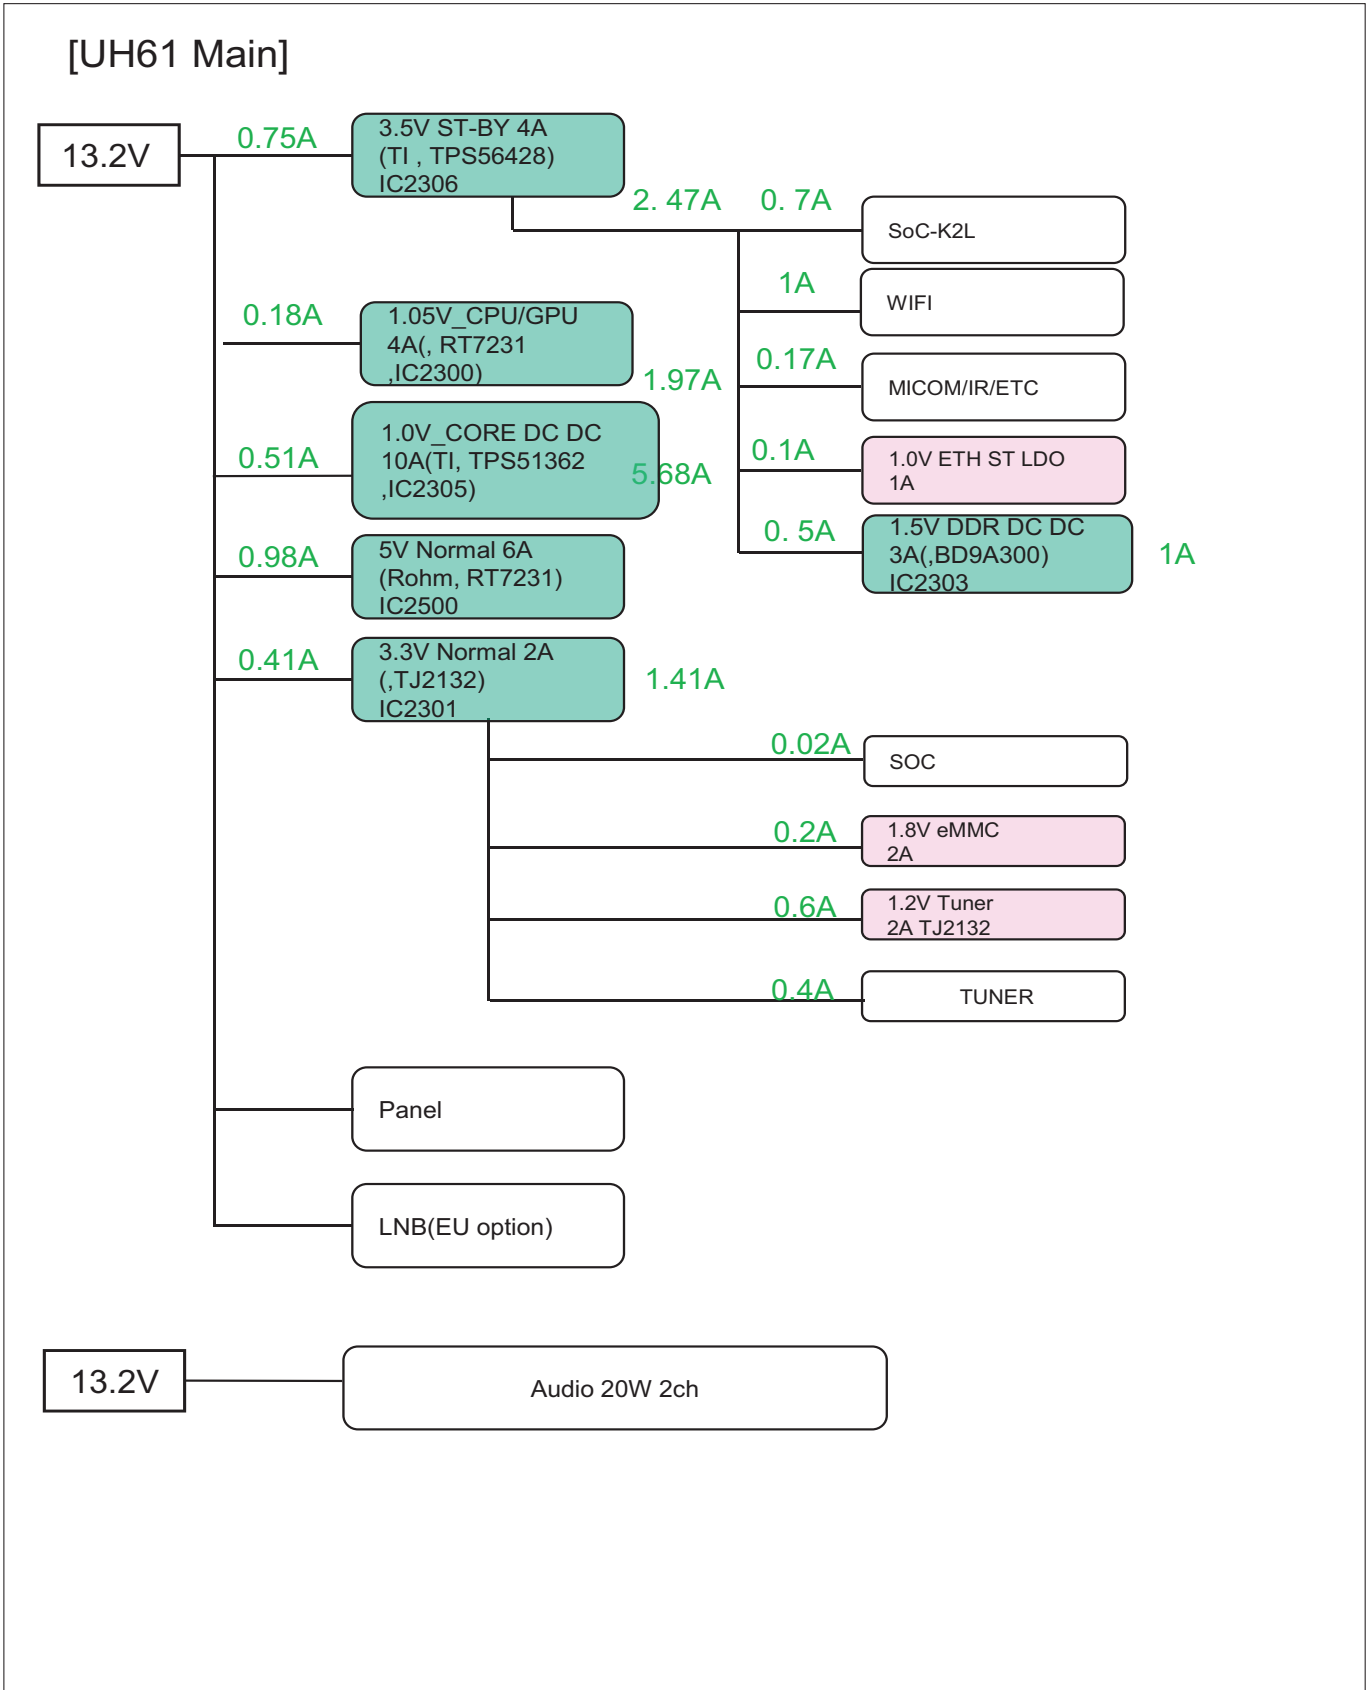 [UH61 Main]
13.2V
0.75A
3.5V ST-BY 4A
(TI , TPS56428)
IC2306
2. 47A
0. 7A
SoC-K2L
1A
WIFI
0.18A
1.05V_CPU/GPU
4A(, RT7231
,IC2300)
1.97A
0.17A
MICOM/IR/ETC
0.51A
1.0V_CORE DC DC
10A(TI, TPS51362
,IC2305)
5.68A
0.1A
1.0V ETH ST LDO
1A
0. 5A
1.5V DDR DC DC
3A(,BD9A300)
IC2303
1A
0.98A
5V Normal 6A
(Rohm, RT7231)
IC2500
0.41A
3.3V Normal 2A
(,TJ2132)
IC2301
1.41A
0.02A
SOC
0.2A
1.8V eMMC
2A
0.6A
1.2V Tuner
2A TJ2132
0.4A
TUNER
Panel
LNB(EU option)
13.2V
Audio 20W 2ch